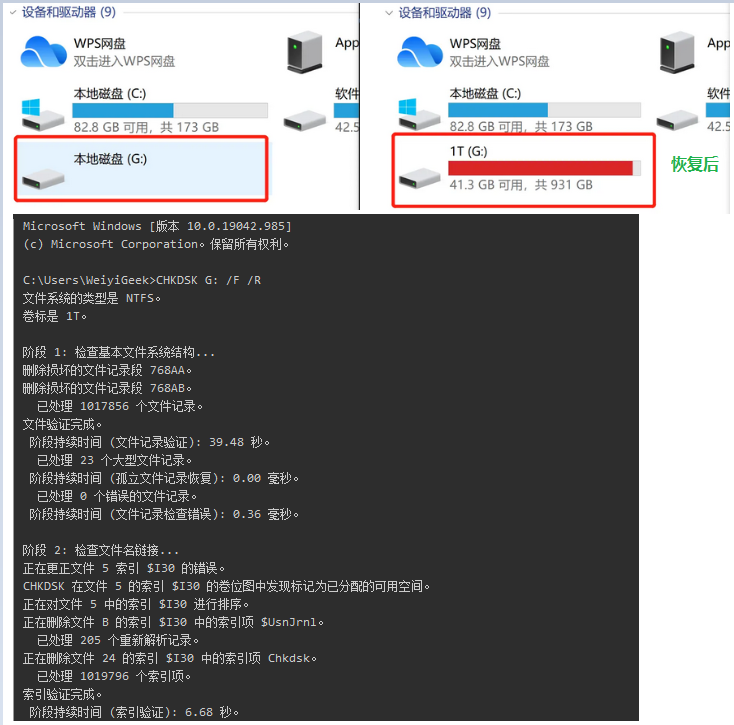 设备和驱动器 (9)
WPS网盘
双击进入WPS网盘
App
本地磁盘 (C:)
82.8 GB 可用，共 173 GB
软件
42.5
本地磁盘 (G:)
设备和驱动器 (9)
WPS网盘
双击进入WPS网盘
App
本地磁盘 (C:)
82.8 GB 可用，共 173 GB
软件
42.5
1T (G:)
41.3 GB 可用，共 931 GB
恢复后
Microsoft Windows [版本 10.0.19042.985]
(c) Microsoft Corporation。保留所有权利。
C:\Users\WeiyiGeek>CHKDSK G: /F /R
文件系统的类型是 NTFS。
卷标是 1T。
阶段 1: 检查基本文件系统结构...
删除损坏的文件记录段 768AA。
删除损坏的文件记录段 768AB。
已处理 1017856 个文件记录。
文件验证完成。
阶段持续时间 (文件记录验证): 39.48 秒。
已处理 23 个大型文件记录。
阶段持续时间 (孤立文件记录恢复): 0.00 毫秒。
已处理 0 个错误的文件记录。
阶段持续时间 (文件记录检查错误): 0.36 毫秒。
阶段 2: 检查文件名链接...
正在更正文件 5 索引 $I30 的错误。
CHKDSK 在文件 5 的索引 $I30 的卷位图中发现标记为已分配的可用空间。
正在对文件 5 中的索引 $I30 进行排序。
正在删除文件 B 的索引 $I30 中的索引项 $UsnJrnl。
已处理 205 个重新解析记录。
正在删除文件 24 的索引 $I30 中的索引项 Chkdsk。
已处理 1019796 个索引项。
索引验证完成。
阶段持续时间 (索引验证): 6.68 秒。